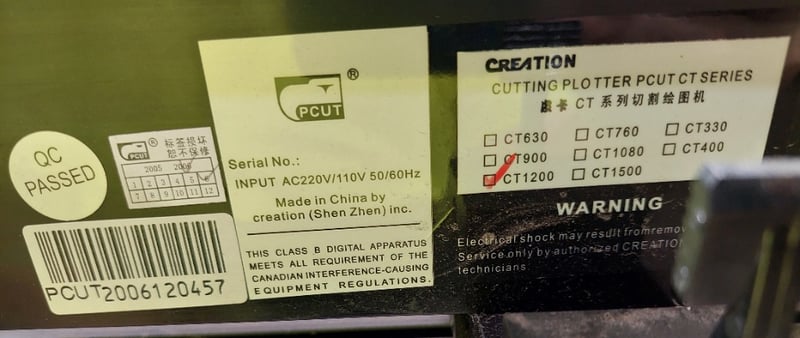 QC
PASSED
PCUT®
标签损坏
恕不保修
2005 2006
1 2 3 4 5 6
7 8 9 10 11 12
PCUT2006120457
PCUT ®
Serial No.:
INPUT AC220V/110V 50/60Hz
Made in China by
creation (Shen Zhen) inc.
THIS CLASS B DIGITAL APPARATUS
MEETS ALL REQUIREMENT OF THE
CANADIAN INTERFERENCE-CAUSING
EQUIPMENT REGULATIONS.
CREATION
CUTTING PLOTTER PCUT CT SERIES
卡 CT 系列切割绘图机
CT630 CT760 CT330
CT900 CT1080 CT400
CT1200 CT1500
WARNING
Electrical shock may result fromremov
Service only by authorized CREATION
technicians.